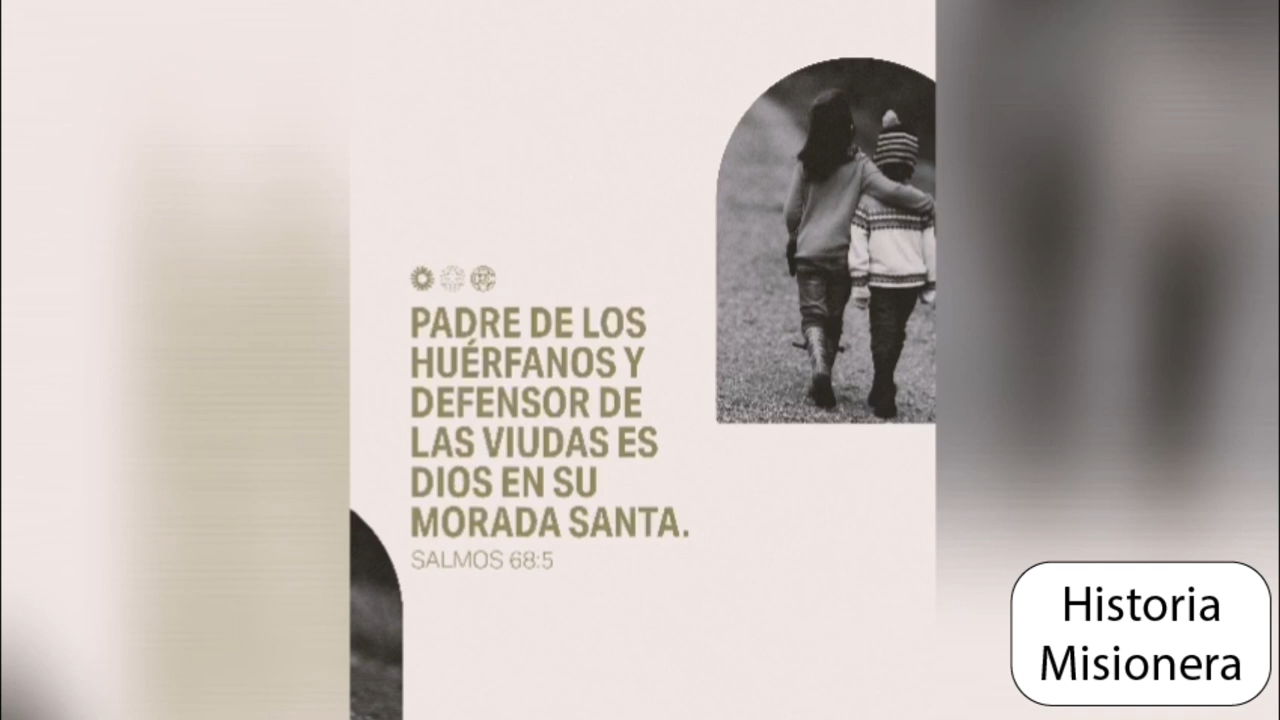 PADRE DE LOS
HUÉRFANOS Y
DEFENSOR DE
LAS VIUDAS ES
DIOS EN SU
MORADA SANTA.
SALMOS 68:5
Historia
Misionera